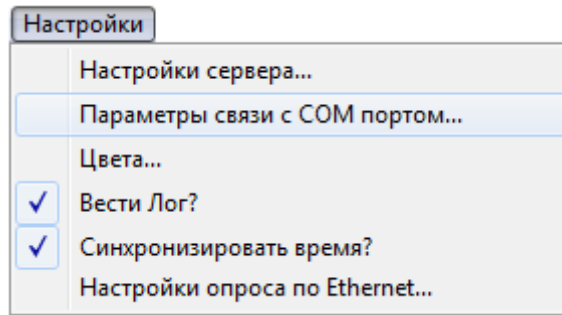 Настройки
Настройки сервера...
Параметры связи с COM портом...
Цвета...
Вести Лог?
Синхронизировать время?
Настройки опроса по Ethernet...